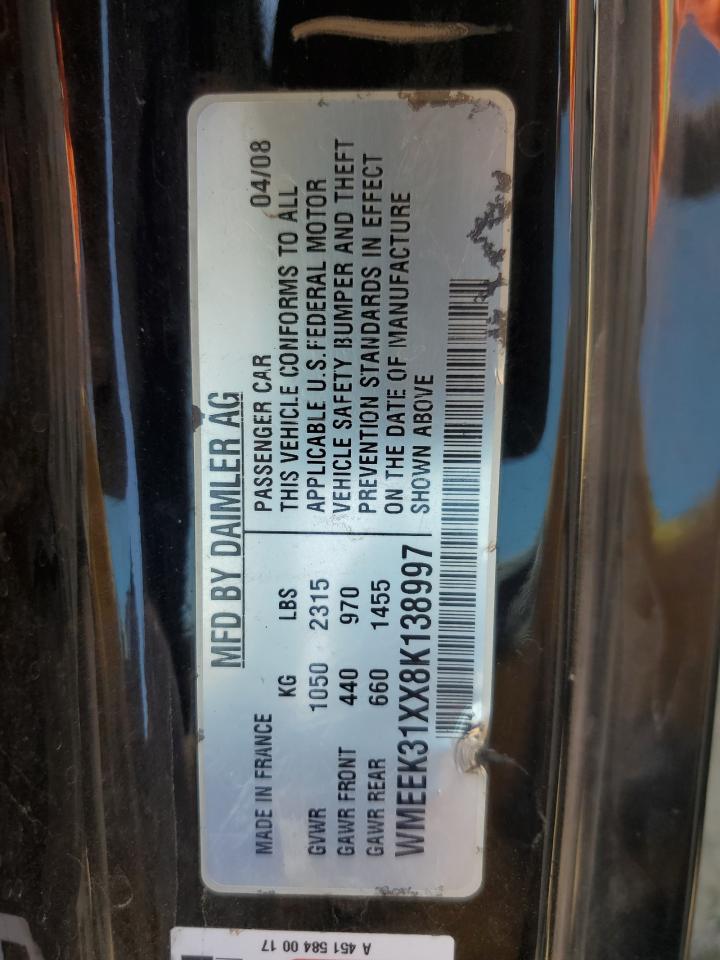 MFD BY DAIMLER AG
MADE IN FRANCE
KG LBS
GVWR 1050 2315
GAWR FRONT 440 970
GAWR REAR 660 1455
PASSENGER CAR 04/08
THIS VEHICLE CONFORMS TO ALL
APPLICABLE U.S.FEDERAL MOTOR
VEHICLE SAFETY BUMPER AND THEFT
PREVENTION STANDARDS IN EFFECT
ON THE DATE OF MANUFACTURE
SHOWN ABOVE
WMEEK31XX8K138997
A 451 584 00 17